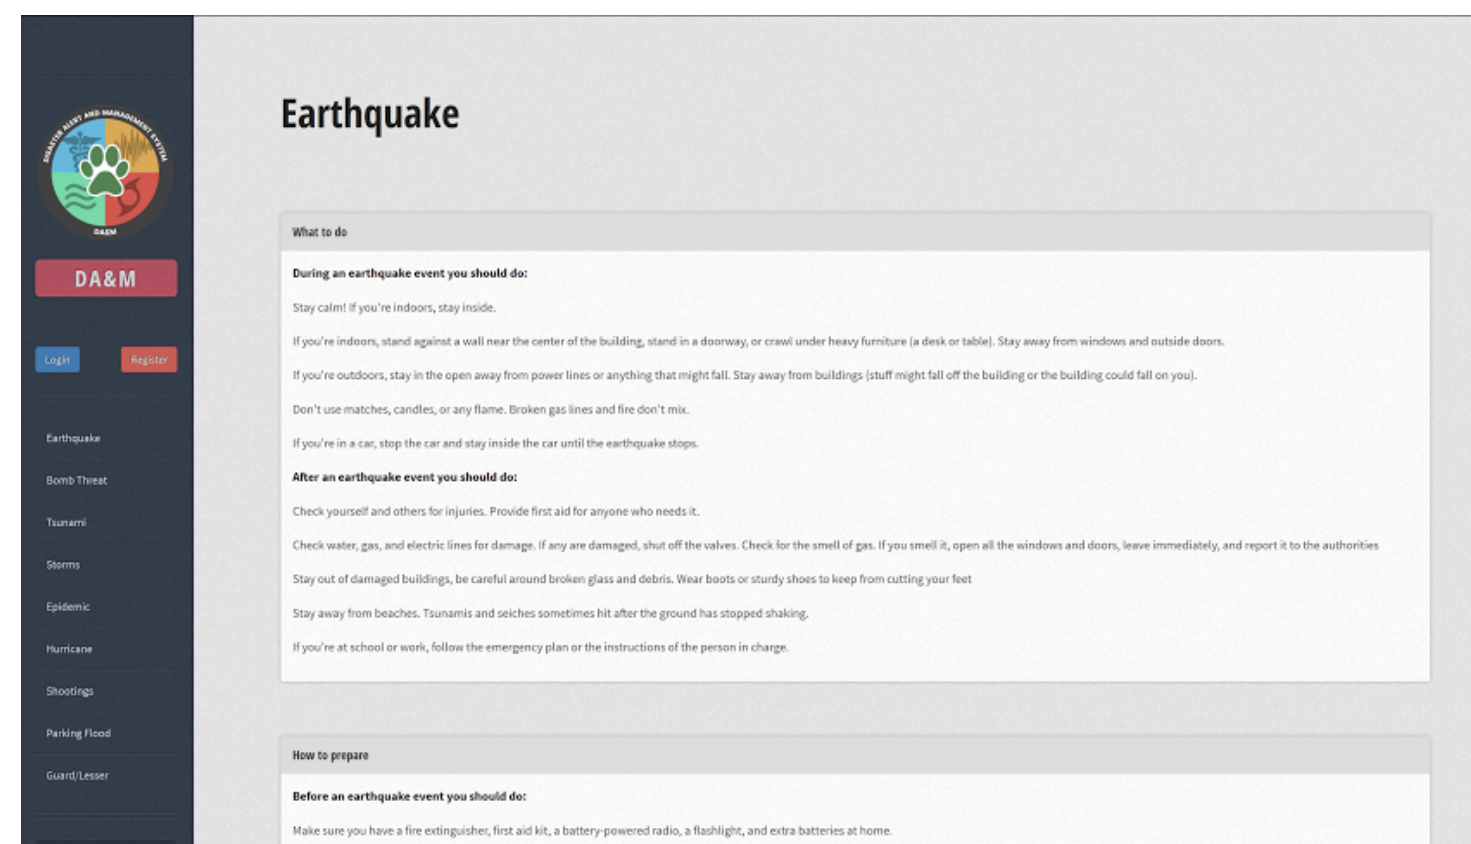 DISASTER ALERT AND MANAGEMENT SYSTEM
DA&M
DA&M
Login
Register
Earthquake
Bomb Threat
Tsunami
Storms
Epidemic
Hurricane
Shootings
Parking Flood
Guard/Lesser
Earthquake
What to do
During an earthquake event you should do:
Stay calm! If you're indoors, stay inside.
If you're indoors, stand against a wall near the center of the building, stand in a doorway, or crawl under heavy furniture (a desk or table). Stay away from windows and outside doors.
If you're outdoors, stay in the open away from power lines or anything that might fall. Stay away from buildings (stuff might fall off the building or the building could fall on you).
Don't use matches, candles, or any flame. Broken gas lines and fire don't mix.
If you're in a car, stop the car and stay inside the car until the earthquake stops.
After an earthquake event you should do:
Check yourself and others for injuries. Provide first aid for anyone who needs it.
Check water, gas, and electric lines for damage. If any are damaged, shut off the valves. Check for the smell of gas. If you smell it, open all the windows and doors, leave immediately, and report it to the authorities
Stay out of damaged buildings, be careful around broken glass and debris. Wear boots or sturdy shoes to keep from cutting your feet
Stay away from beaches. Tsunamis and seiches sometimes hit after the ground has stopped shaking.
If you're at school or work, follow the emergency plan or the instructions of the person in charge.
How to prepare
Before an earthquake event you should do:
Make sure you have a fire extinguisher, first aid kit, a battery-powered radio, a flashlight, and extra batteries at home.